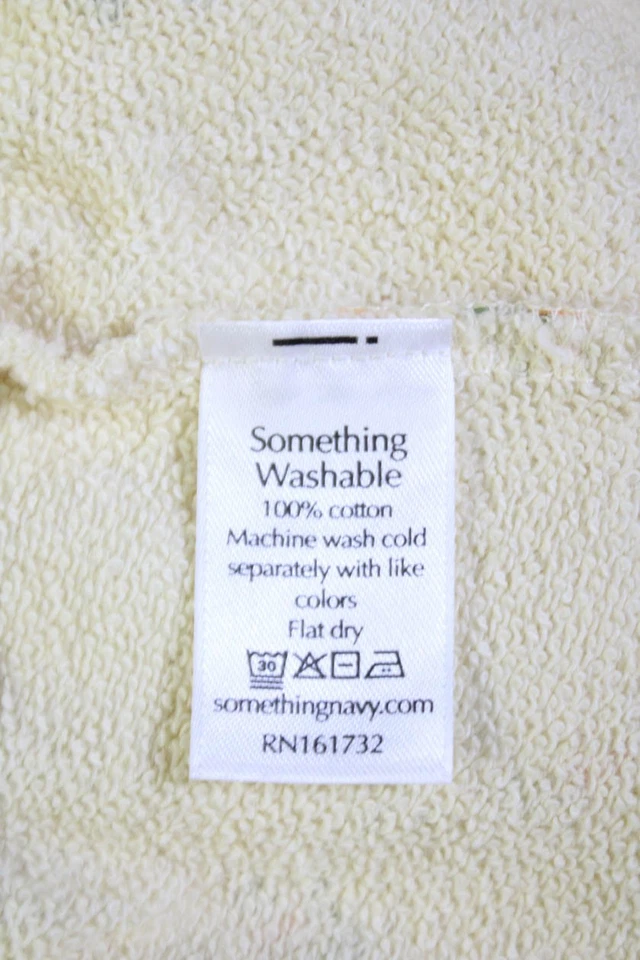 Something
Washable
100% cotton
Machine wash cold
separately with like
colors
Flat dry
30
somethingnavy.com
RN161732